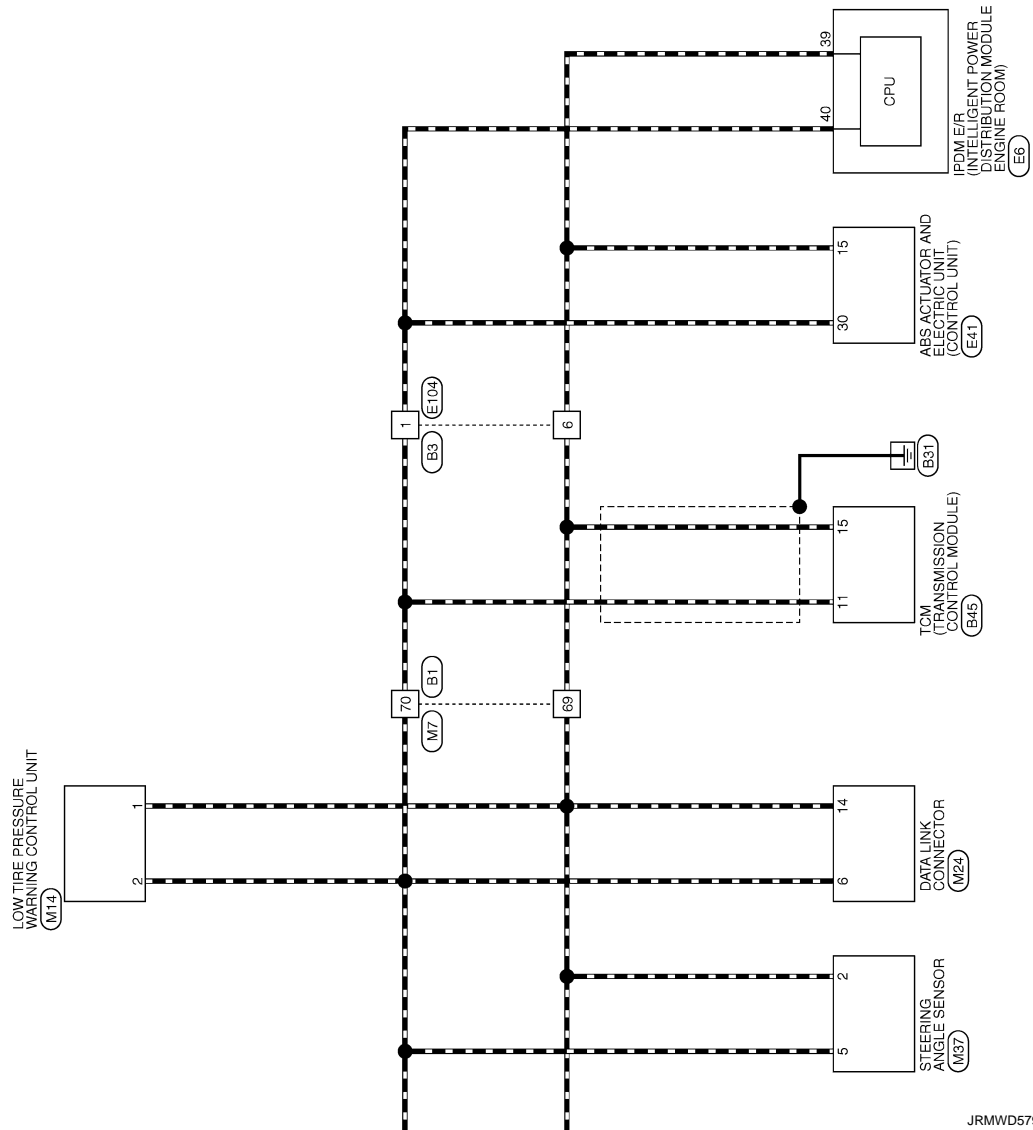 39
40
CPU
IPDM E/R
(INTELLIGENT POWER
DISTRIBUTION MODULE
ENGINE ROOM)
E6
15
30
ABS ACTUATOR AND
ELECTRIC UNIT
(CONTROL UNIT)
E41
1
E104
B3
6
B31
15
11
TCM
(TRANSMISSION
CONTROL MODULE)
B45
70
B1
M7
69
LOW TIRE PRESSURE
WARNING CONTROL UNIT
M14
1
2
14
6
DATA LINK
CONNECTOR
M24
2
5
STEERING
ANGLE SENSOR
M37